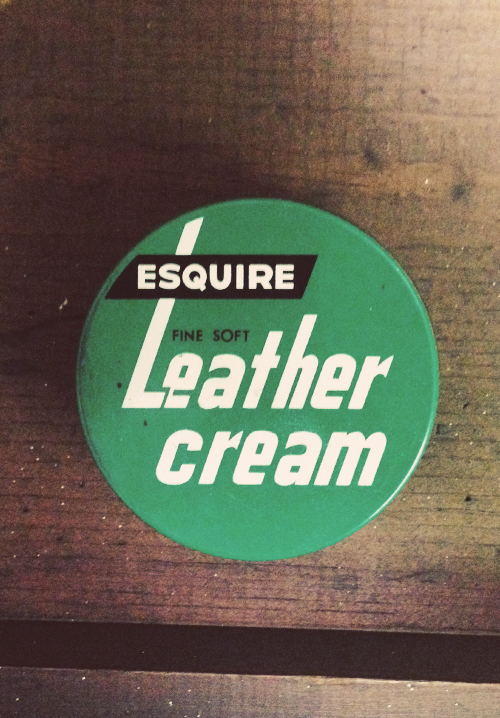 ESQUIRE
FINE SOFT
Leather
cream